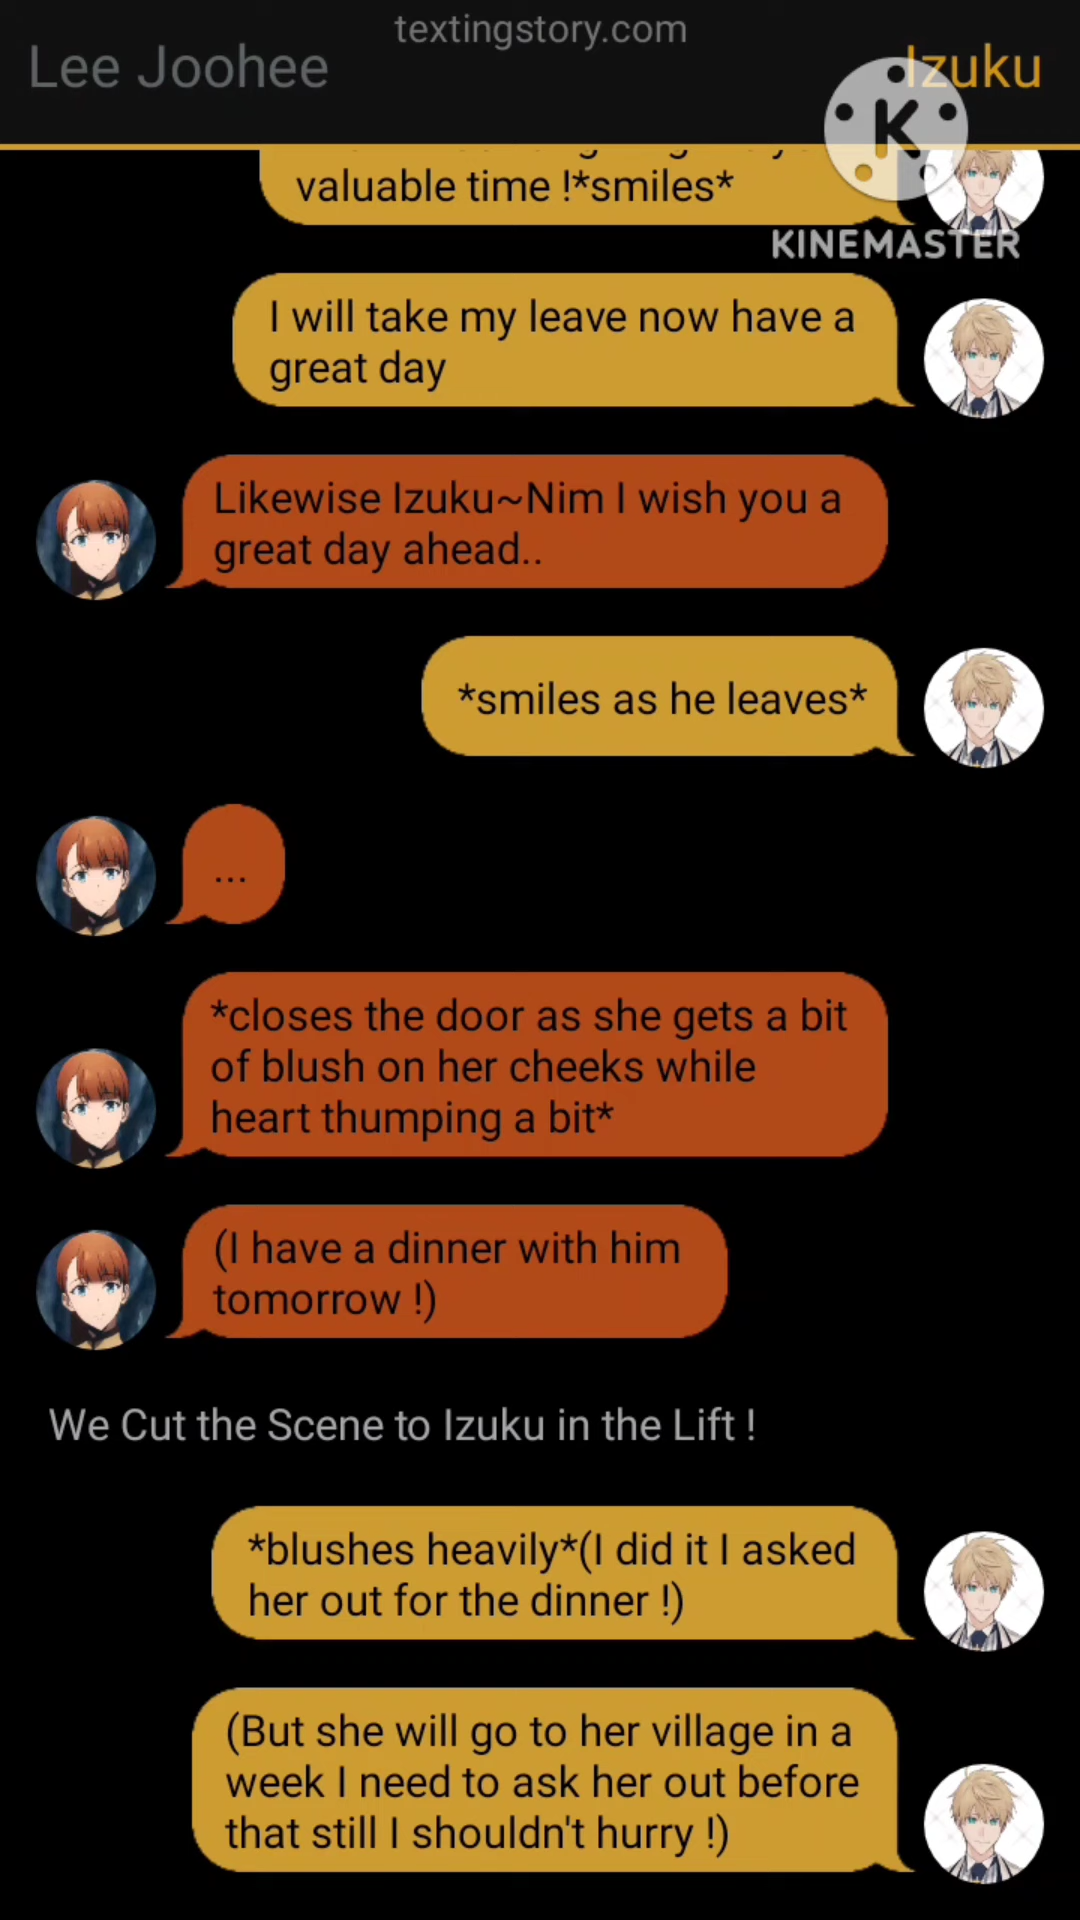 textingstory.com
Lee Joohee
Izuku
K
KINEMASTER
valuable time !*smiles*
I will take my leave now have a
great day
Likewise Izuku~Nim I wish you a
great day ahead..
*smiles as he leaves*
...
*closes the door as she gets a bit
of blush on her cheeks while
heart thumping a bit*
(I have a dinner with him
tomorrow !)
We Cut the Scene to Izuku in the Lift !
*blushes heavily*(I did it I asked
her out for the dinner !)
(But she will go to her village in a
week I need to ask her out before
that still I shouldn't hurry !)